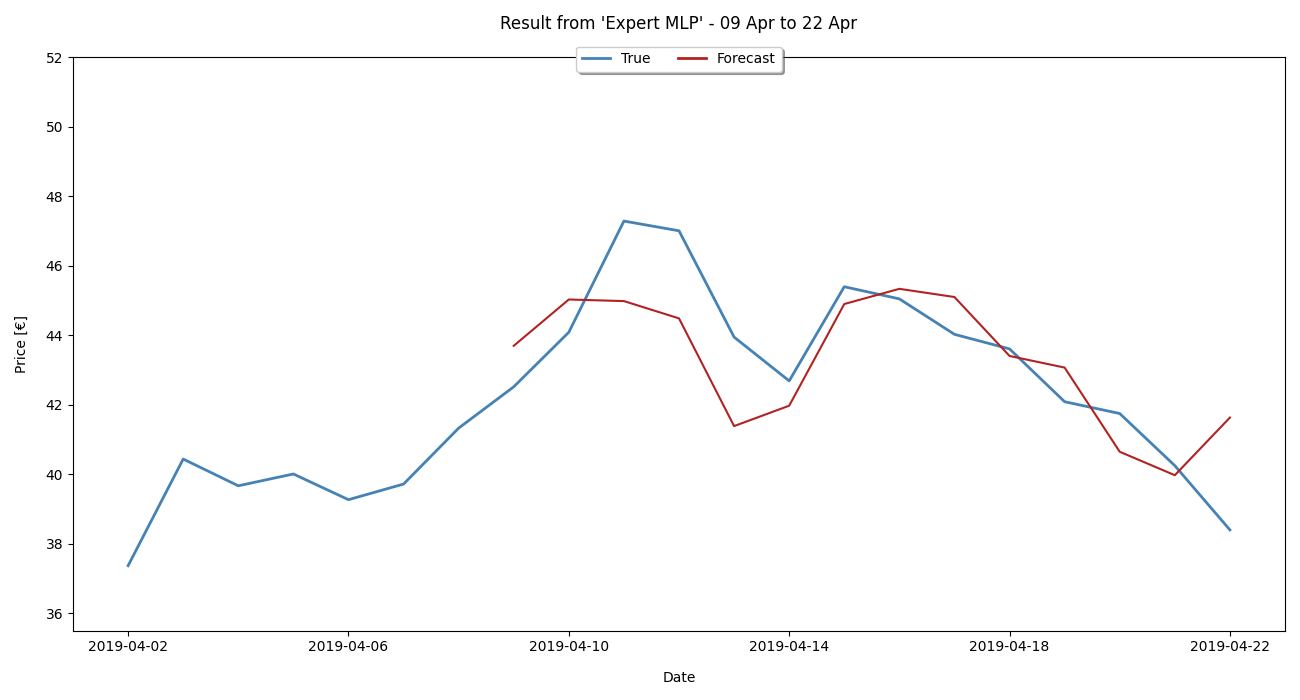 Result from 'Expert MLP' - 09 Apr to 22 Apr
True Forecast
52
50
48
46
44
42
40
38
36
Price [€]
2019-04-02 2019-04-06 2019-04-10 2019-04-14 2019-04-18 2019-04-22
Date